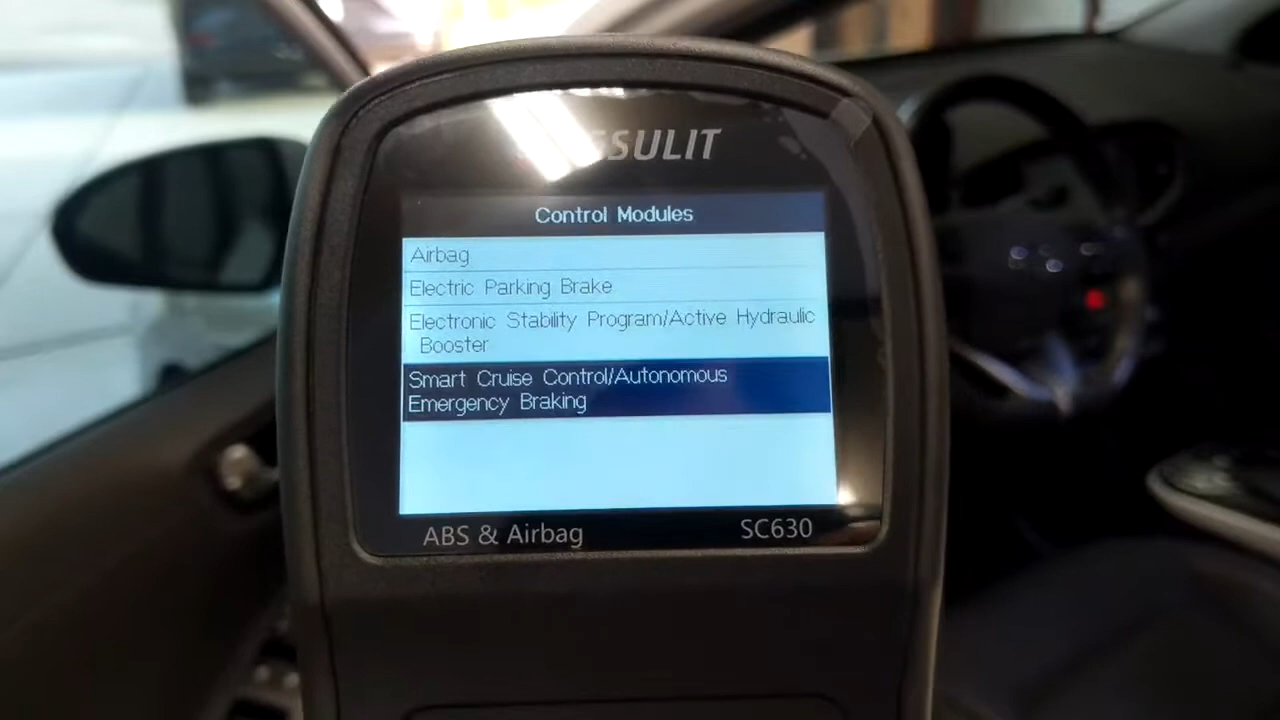 Control Modules
Airbag
Electric Parking Brake
Electronic Stability Program/Active Hydraulic
Booster
Smart Cruise Control/Autonomous
Emergency Braking
ABS & Airbag
SC630